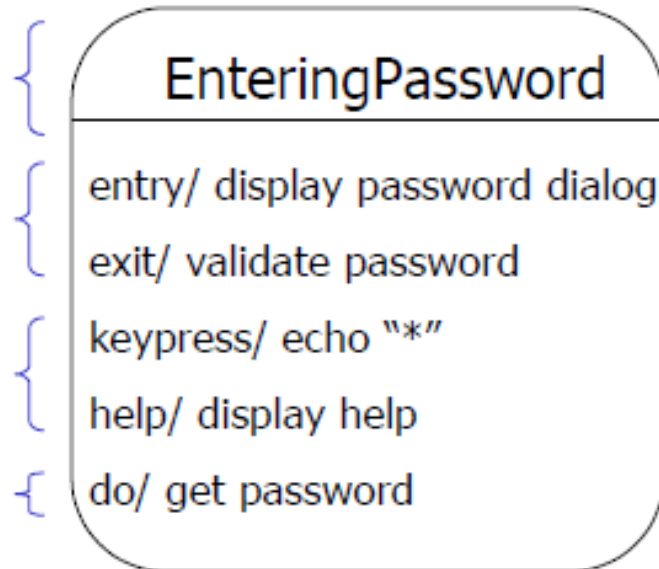 EnteringPassword
entry/ display password dialog
exit/ validate password
keypress/ echo “*”
help/ display help
do/ get password